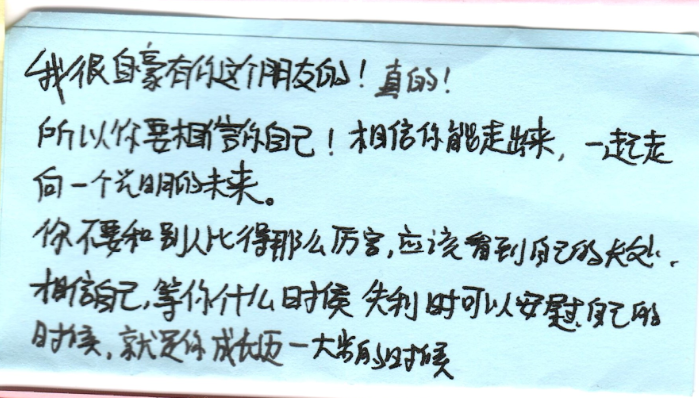 我很自豪有你这个朋友的！真的！
所以你要相信你自己！相信你能走出来，一起走
向一个光明的未来。
你不要和别人比得那么厉害，应该看到自己的长处.
相信自己，等你什么时候失利时可以安慰自己的
时候，就是你成长迈一大步的时候